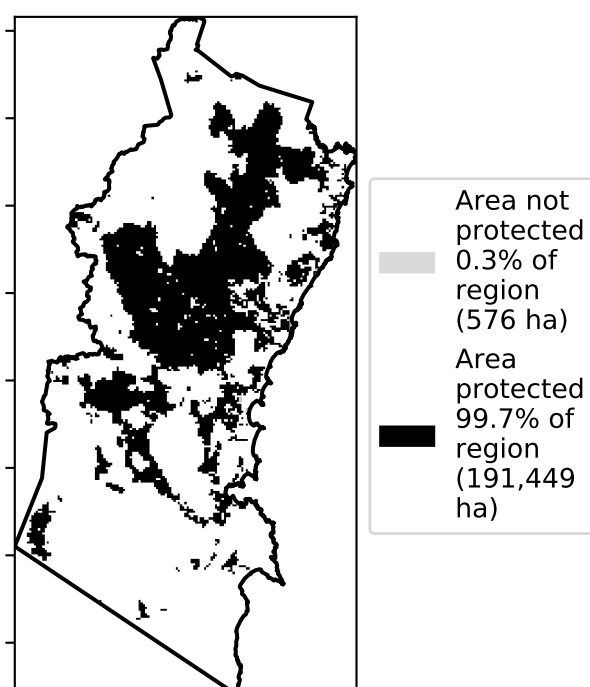 Area not
protected
0.3% of
region
(576 ha)
Area
protected
99.7% of
region
(191,449
ha)